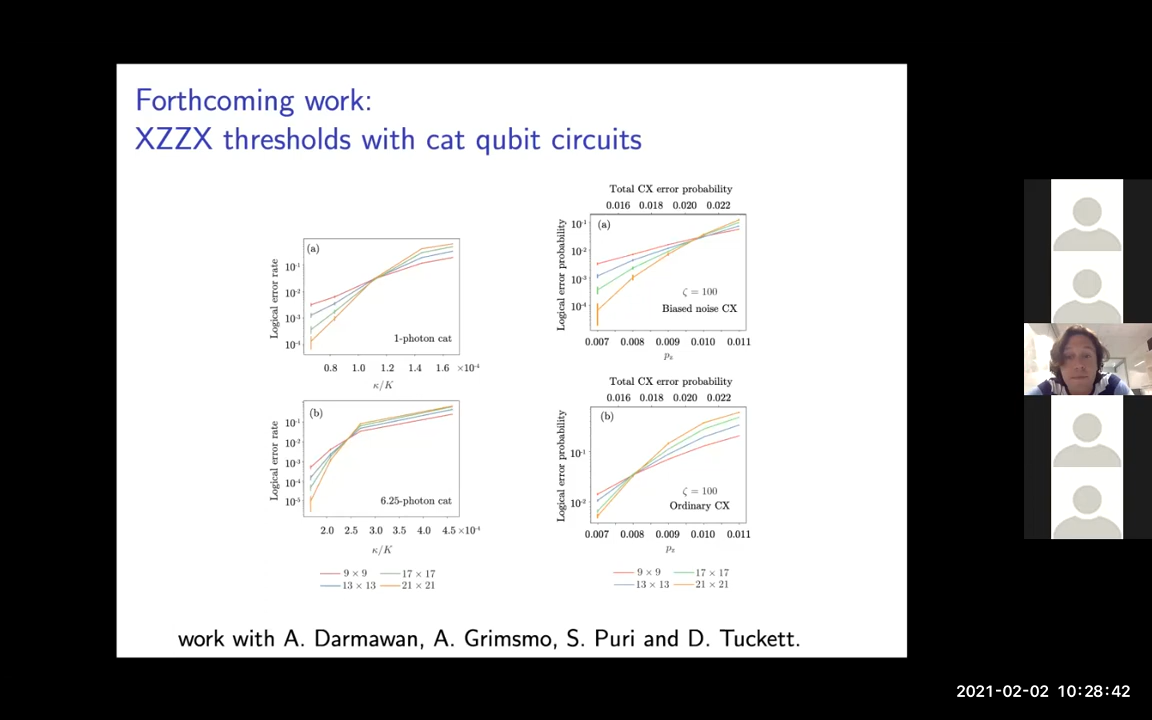 Forthcoming work:
XZZX thresholds with cat qubit circuits
(a)
Logical error rate
10⁻¹
10⁻²
10⁻³
10⁻⁴
1-photon cat
0.8 1.0 1.2 1.4 1.6 ×10⁻⁴
κ/K
(b)
Logical error rate
10⁻¹
10⁻²
10⁻³
10⁻⁴
10⁻⁵
6.25-photon cat
2.0 2.5 3.0 3.5 4.0 4.5 ×10⁻⁴
κ/K
9 × 9 17 × 17
13 × 13 21 × 21
Total CX error probability
0.016 0.018 0.020 0.022
(a)
Logical error probability
10⁻¹
10⁻²
10⁻³
10⁻⁴
ζ = 100
Biased noise CX
0.007 0.008 0.009 0.010 0.011
Total CX error probability
0.016 0.018 0.020 0.022
(b)
Logical error probability
10⁻¹
10⁻²
ζ = 100
Ordinary CX
0.007 0.008 0.009 0.010 0.011
9 × 9 17 × 17
13 × 13 21 × 21
work with A. Darmawan, A. Grimsmo, S. Puri and D. Tuckett.
2021-02-02 10:28:42